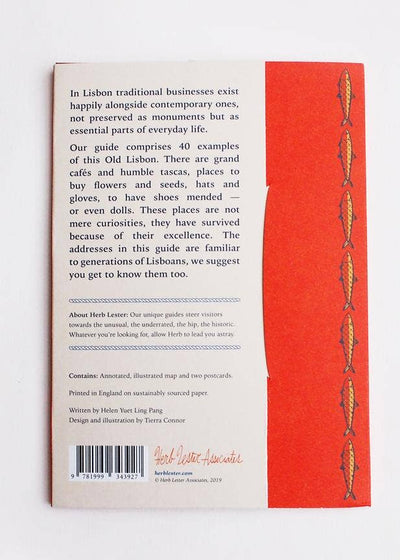 In Lisbon traditional businesses exist
happily alongside contemporary ones,
not preserved as monuments but as
essential parts of everyday life.
Our guide comprises 40 examples
of this Old Lisbon. There are grand
cafés and humble tascas, places to
buy flowers and seeds, hats and
gloves, to have shoes mended —
or even dolls. These places are not
mere curiosities, they have survived
because of their excellence. The
addresses in this guide are familiar
to generations of Lisboans, we suggest
you get to know them too.
About Herb Lester: Our unique guides steer visitors
towards the unusual, the underrated, the hip, the historic.
Whatever you're looking for, allow Herb to lead you astray.
Contains: Annotated, illustrated map and two postcards.
Printed in England on sustainably sourced paper.
Written by Helen Yuet Ling Pang
Design and illustration by Tierra Connor
Herb Lester Associates
herblester.com
© Herb Lester Associates, 2019
9 781999 343927 >